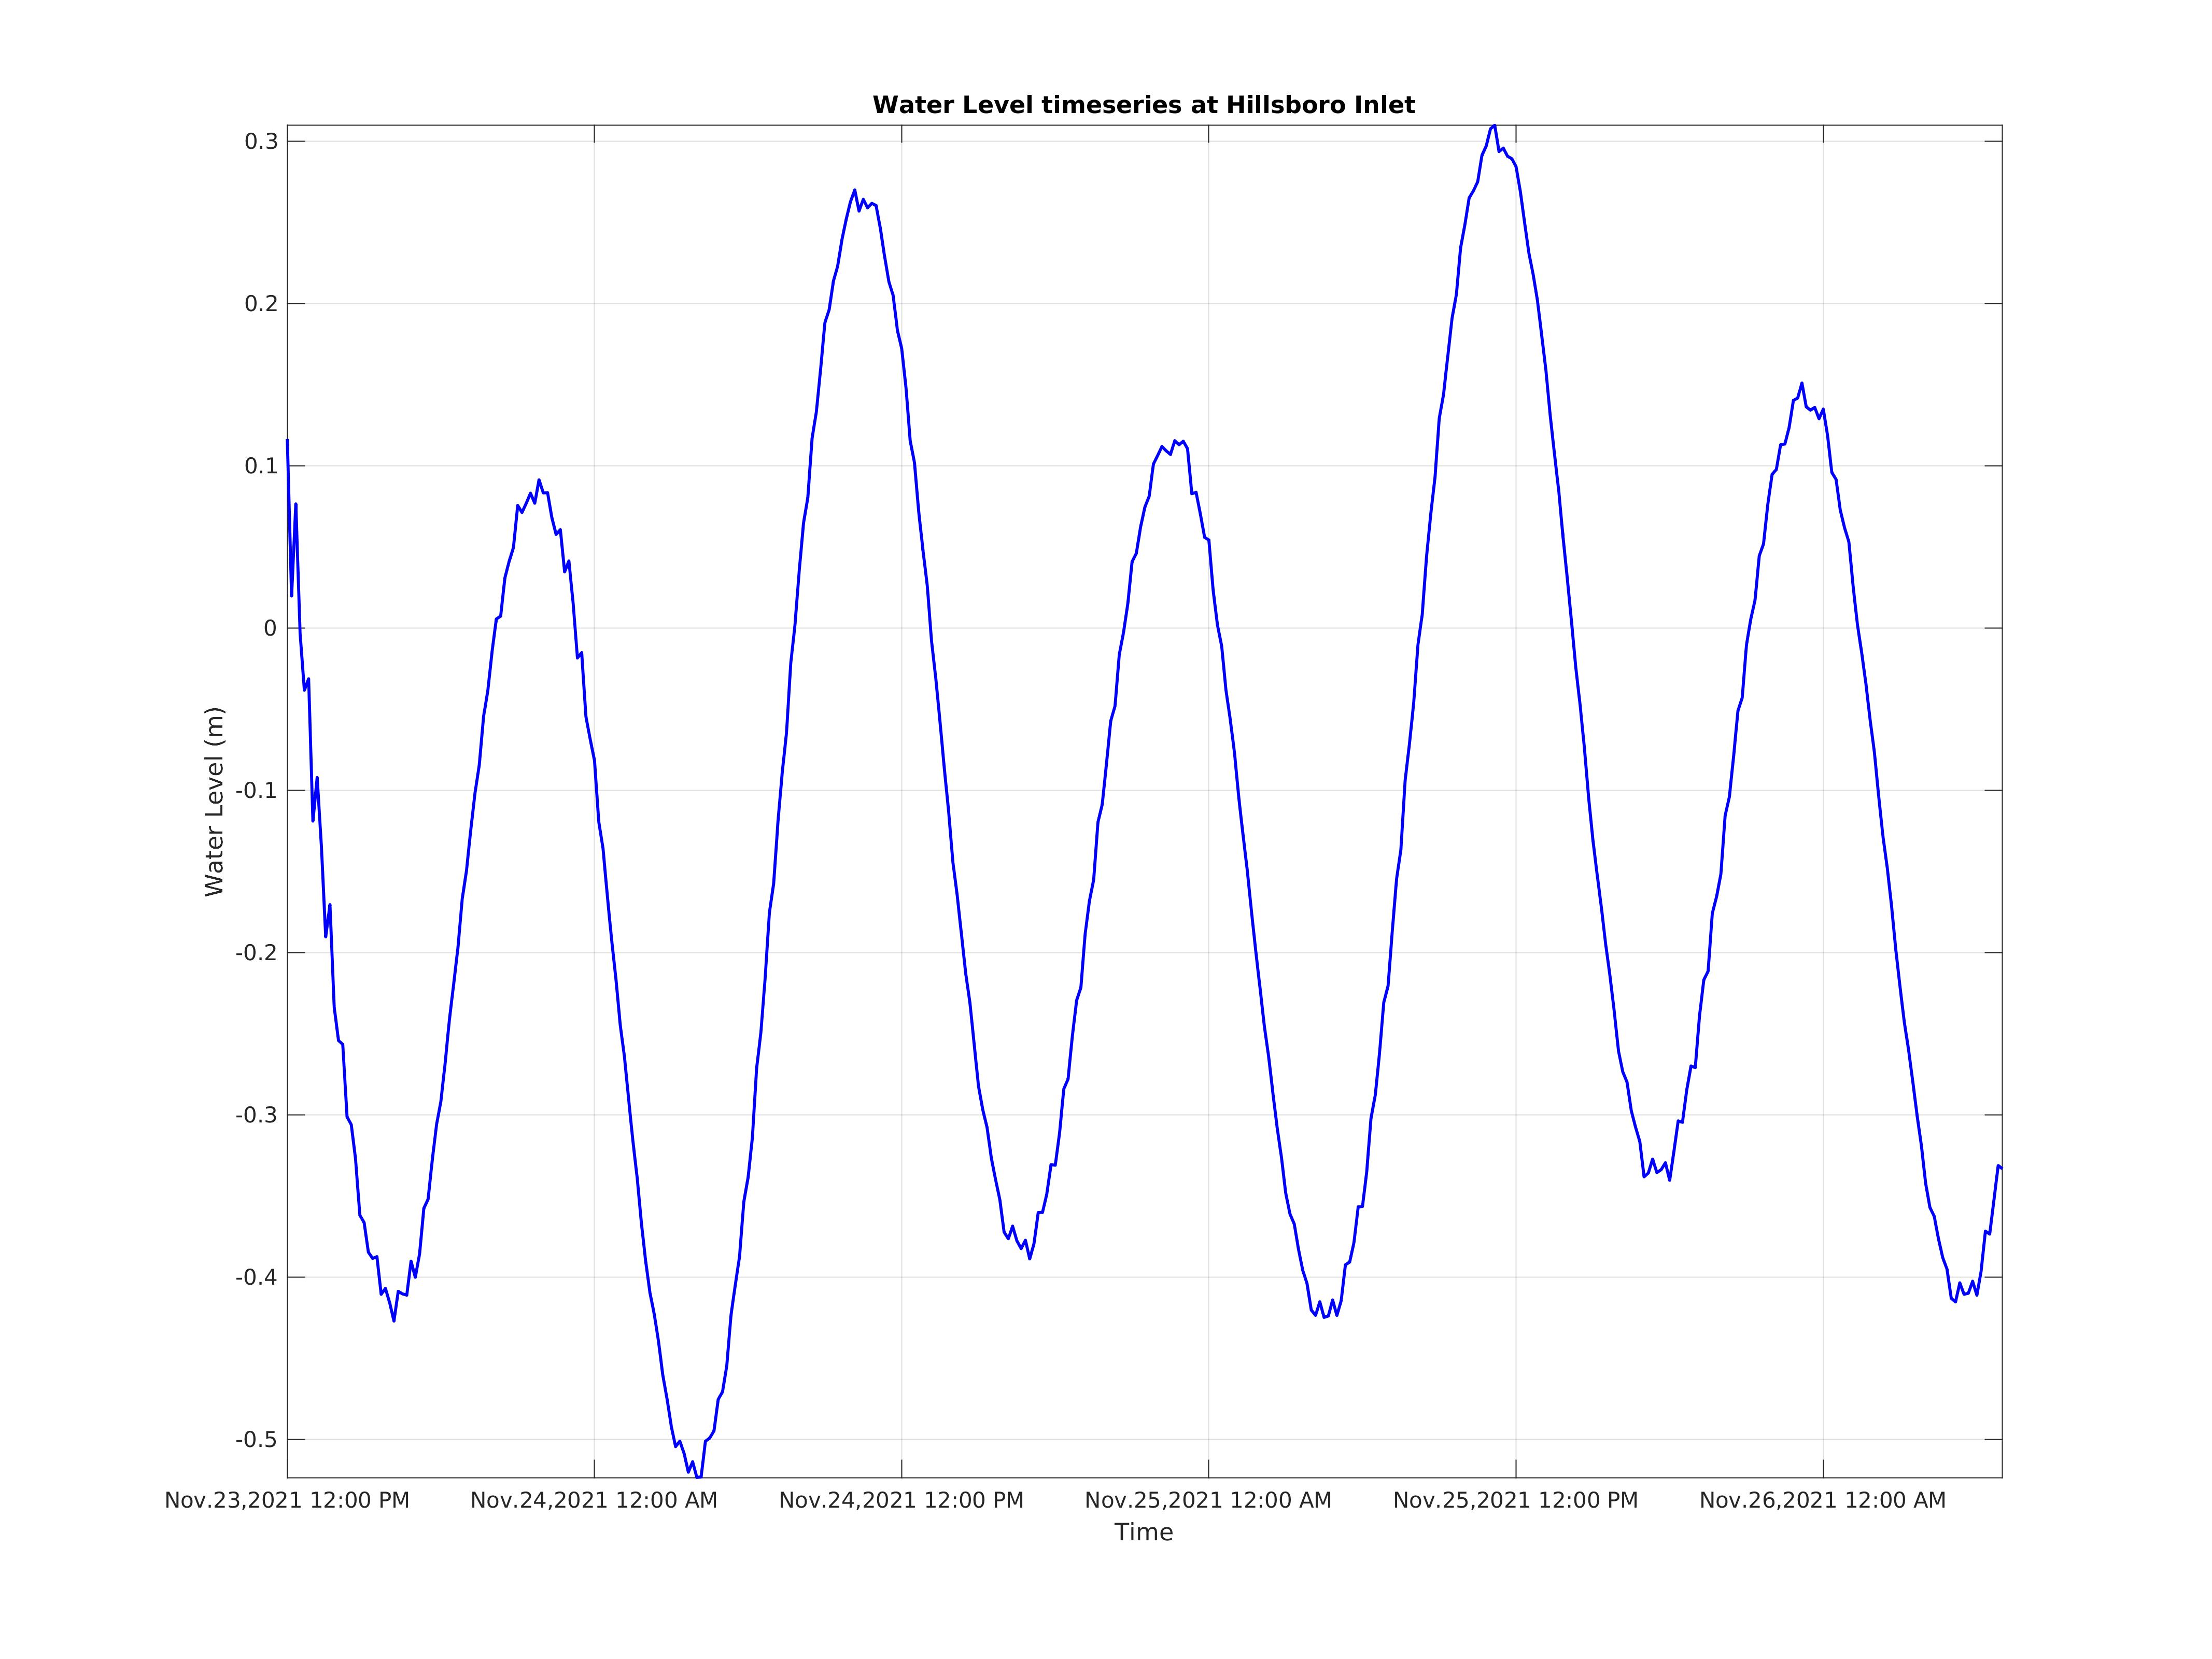 Water Level timeseries at Hillsboro Inlet
0.3
0.2
0.1
0
-0.1
-0.2
-0.3
-0.4
-0.5
Water Level (m)
Nov.23,2021 12:00 PM
Nov.24,2021 12:00 AM
Nov.24,2021 12:00 PM
Nov.25,2021 12:00 AM
Nov.25,2021 12:00 PM
Nov.26,2021 12:00 AM
Time